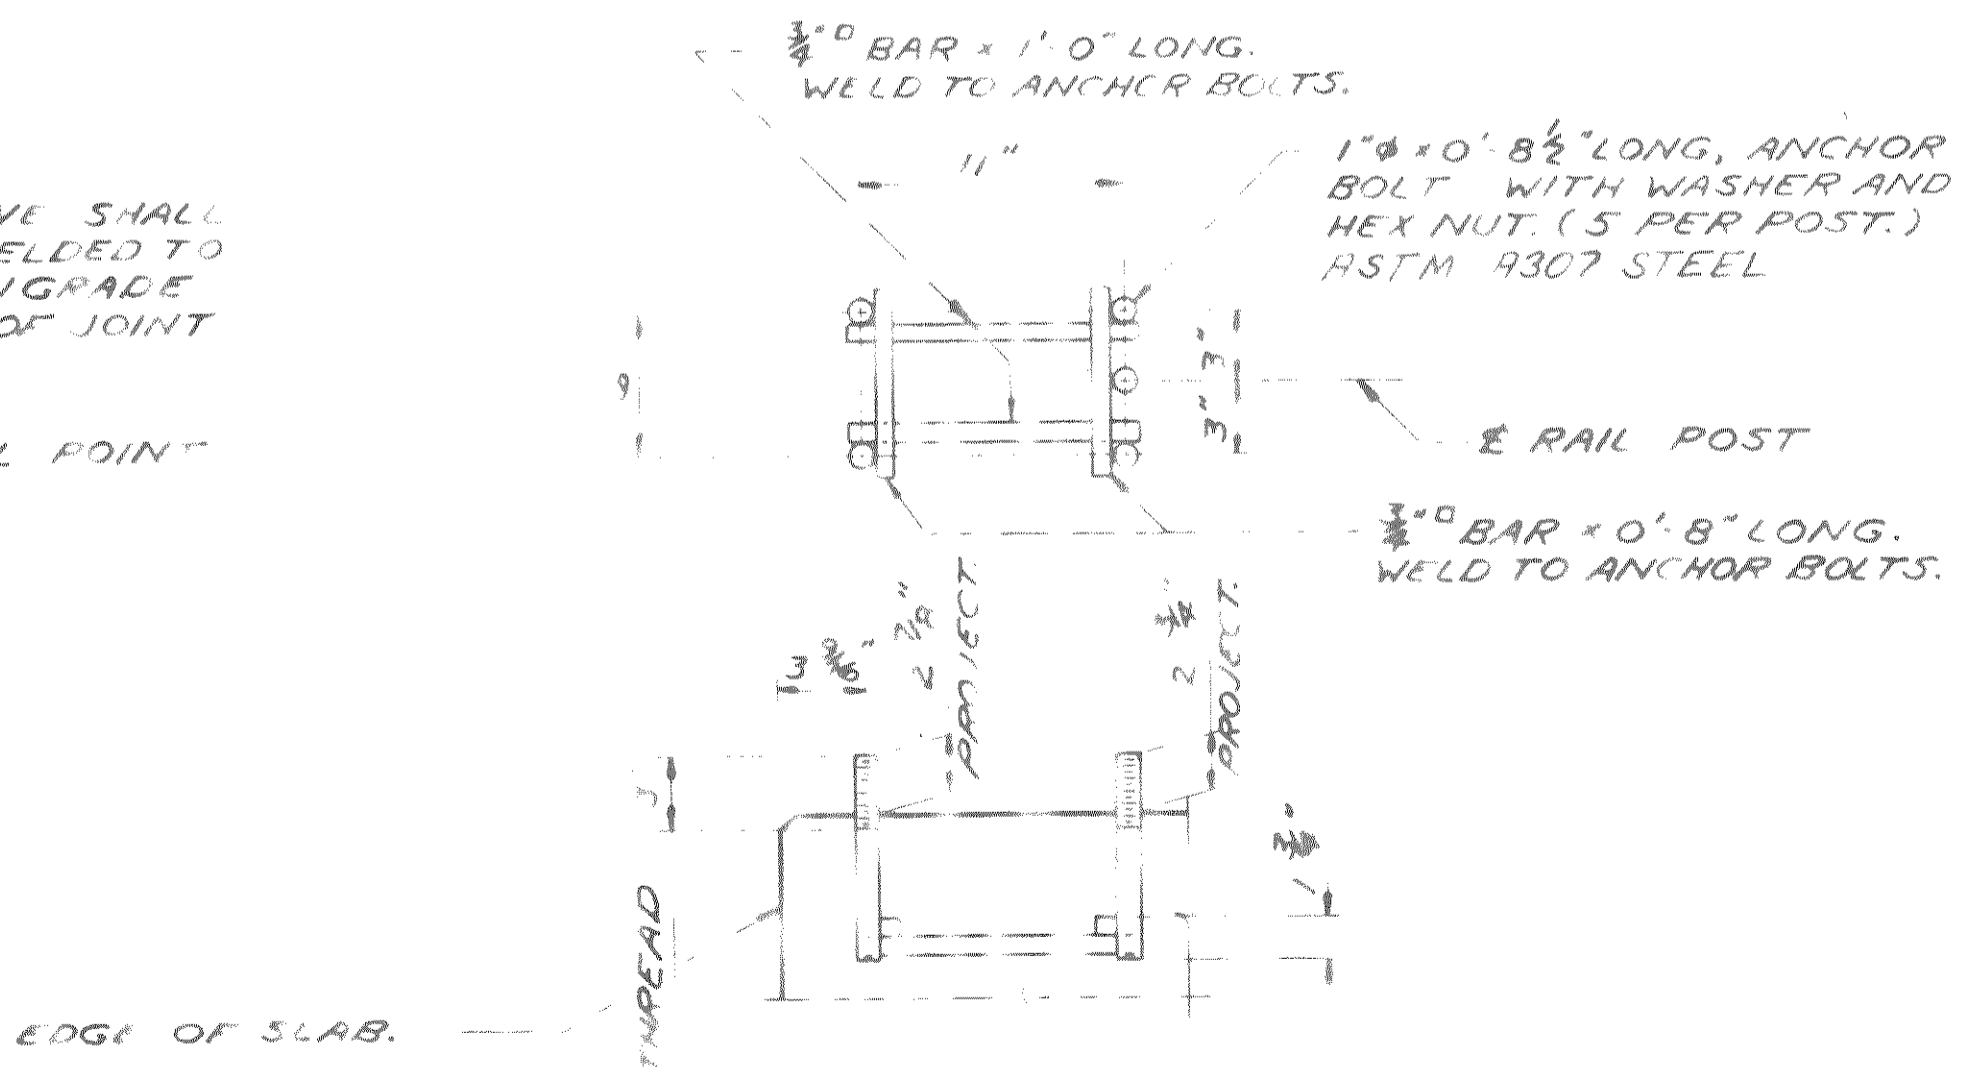 ¾"□ BAR × 1'-0" LONG.
WELD TO ANCHOR BOLTS.
11"
1"ϕ × 0'-8½" LONG, ANCHOR
BOLT WITH WASHER AND
HEX NUT. (5 PER POST.)
ASTM A307 STEEL
VE SHALL
ELDED TO
NGRADE
OF JOINT
3"
3"
POINT
℄ RAIL POST
¾"□ BAR × 0'-8" LONG.
WELD TO ANCHOR BOLTS.
PROJECT.
PROJECT.
THREAD
EDGE OF SLAB.